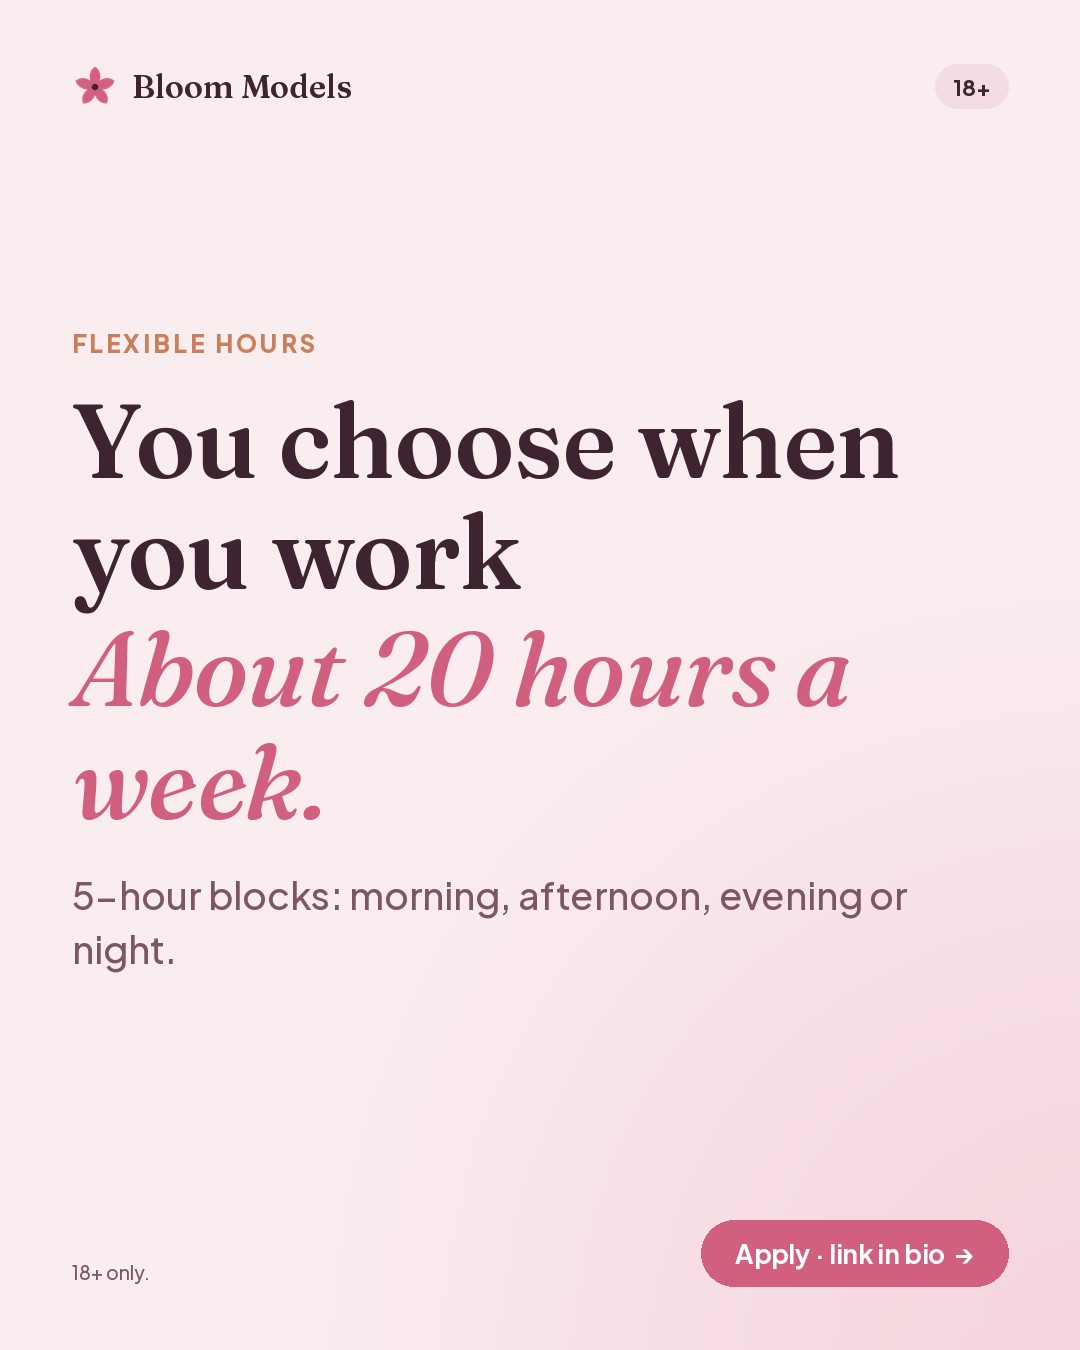 Bloom Models
18+
FLEXIBLE HOURS
You choose when
you work
About 20 hours a
week.
5–hour blocks: morning, afternoon, evening or
night.
18+ only.
Apply · link in bio →